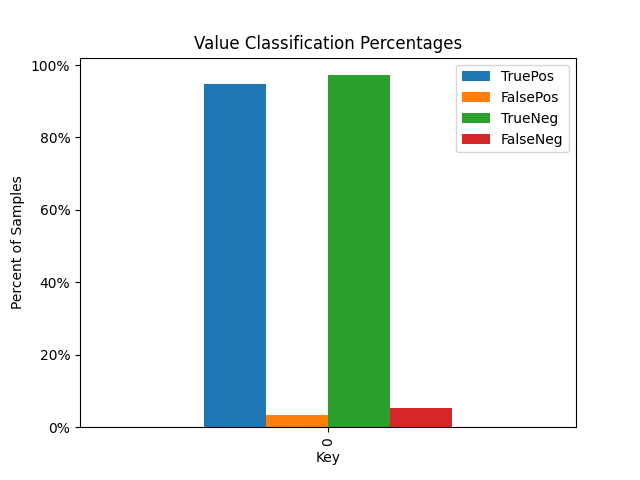 Value Classification Percentages
100%
80%
60%
40%
20%
0%
Percent of Samples
TruePos
FalsePos
TrueNeg
FalseNeg
0
Key